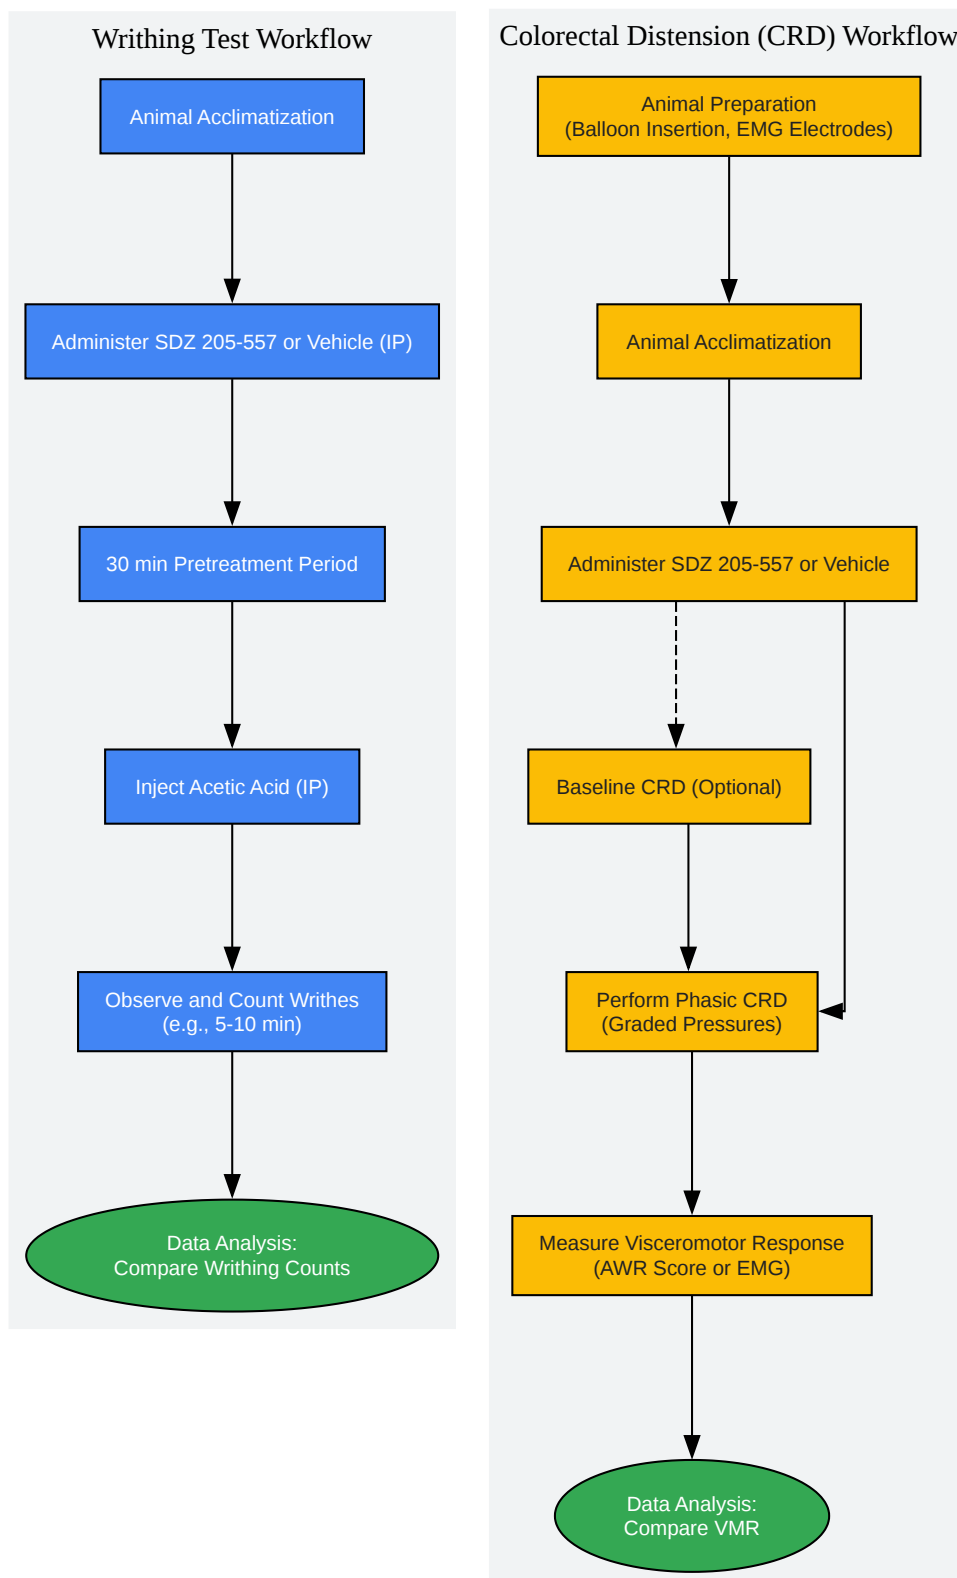 Writhing Test Workflow
Animal Acclimatization
Administer SDZ 205-557 or Vehicle (IP)
30 min Pretreatment Period
Inject Acetic Acid (IP)
Observe and Count Writhes
(e.g., 5-10 min)
Data Analysis:
Compare Writhing Counts
Colorectal Distension (CRD) Workflow
Animal Preparation
(Balloon Insertion, EMG Electrodes)
Animal Acclimatization
Administer SDZ 205-557 or Vehicle
Baseline CRD (Optional)
Perform Phasic CRD
(Graded Pressures)
Measure Visceromotor Response
(AWR Score or EMG)
Data Analysis:
Compare VMR